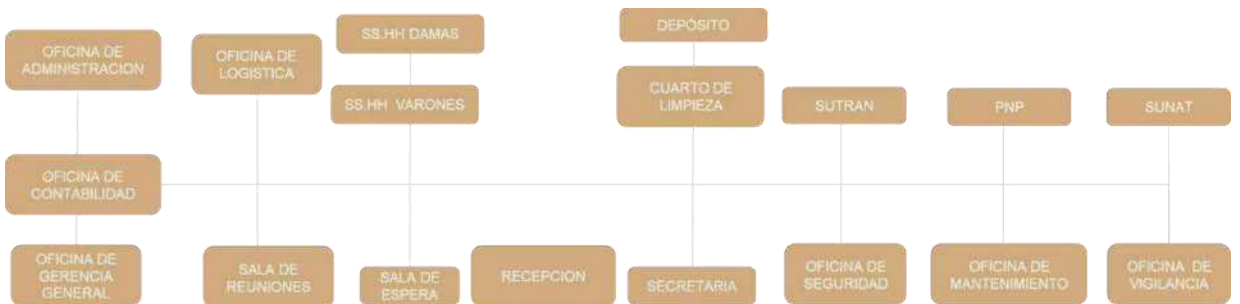 OFICINA DE
ADMINISTRACION
OFICINA DE
LOGISTICA
SS.HH DAMAS
SS.HH VARONES
DEPÓSITO
CUARTO DE
LIMPIEZA
SUTRAN
PNP
SUNAT
OFICINA DE
CONTABILIDAD
OFICINA DE
GERENCIA
GENERAL
SALA DE
REUNIONES
SALA DE
ESPERA
RECEPCION
SECRETARIA
OFICINA DE
SEGURIDAD
OFICINA DE
MANTENIMIENTO
OFICINA DE
VIGILANCIA